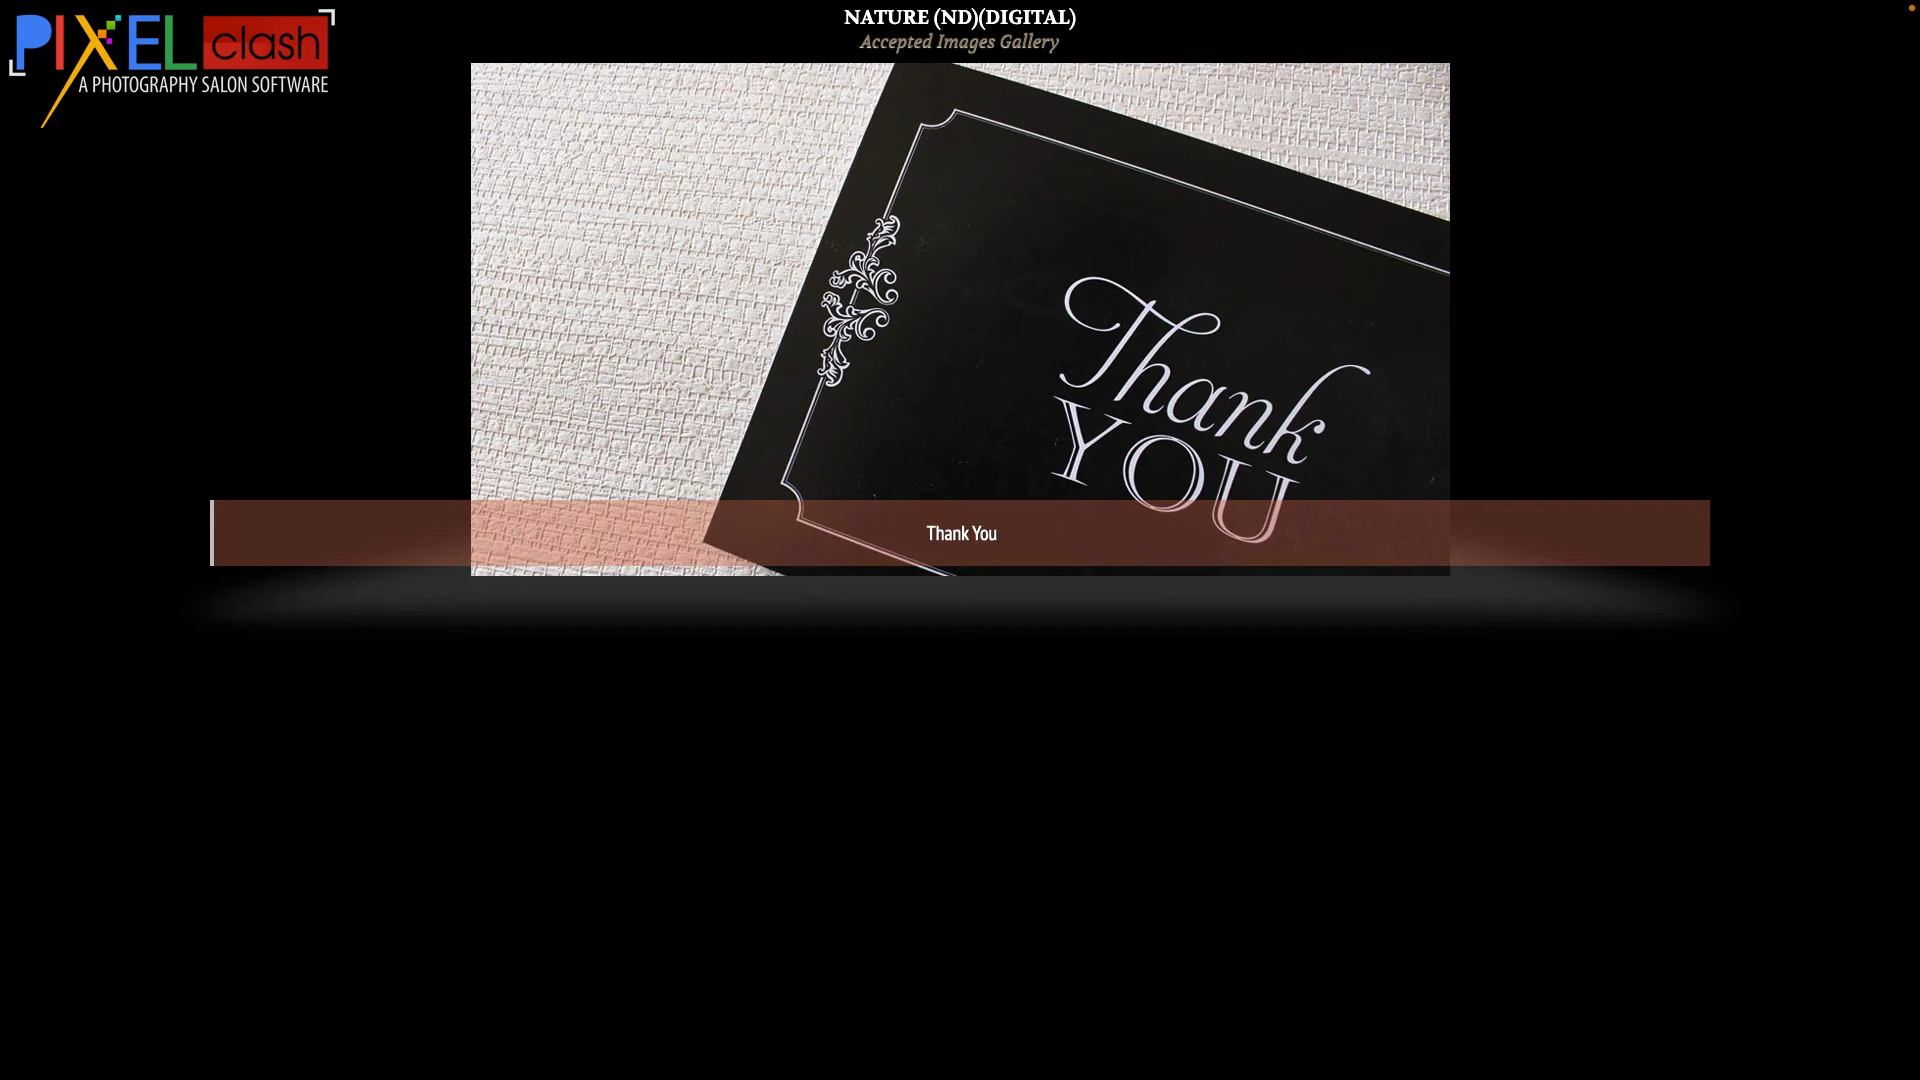 PIXEL clash
A PHOTOGRAPHY SALON SOFTWARE
NATURE (ND)(DIGITAL)
Accepted Images Gallery
Thank
YOU
Thank You